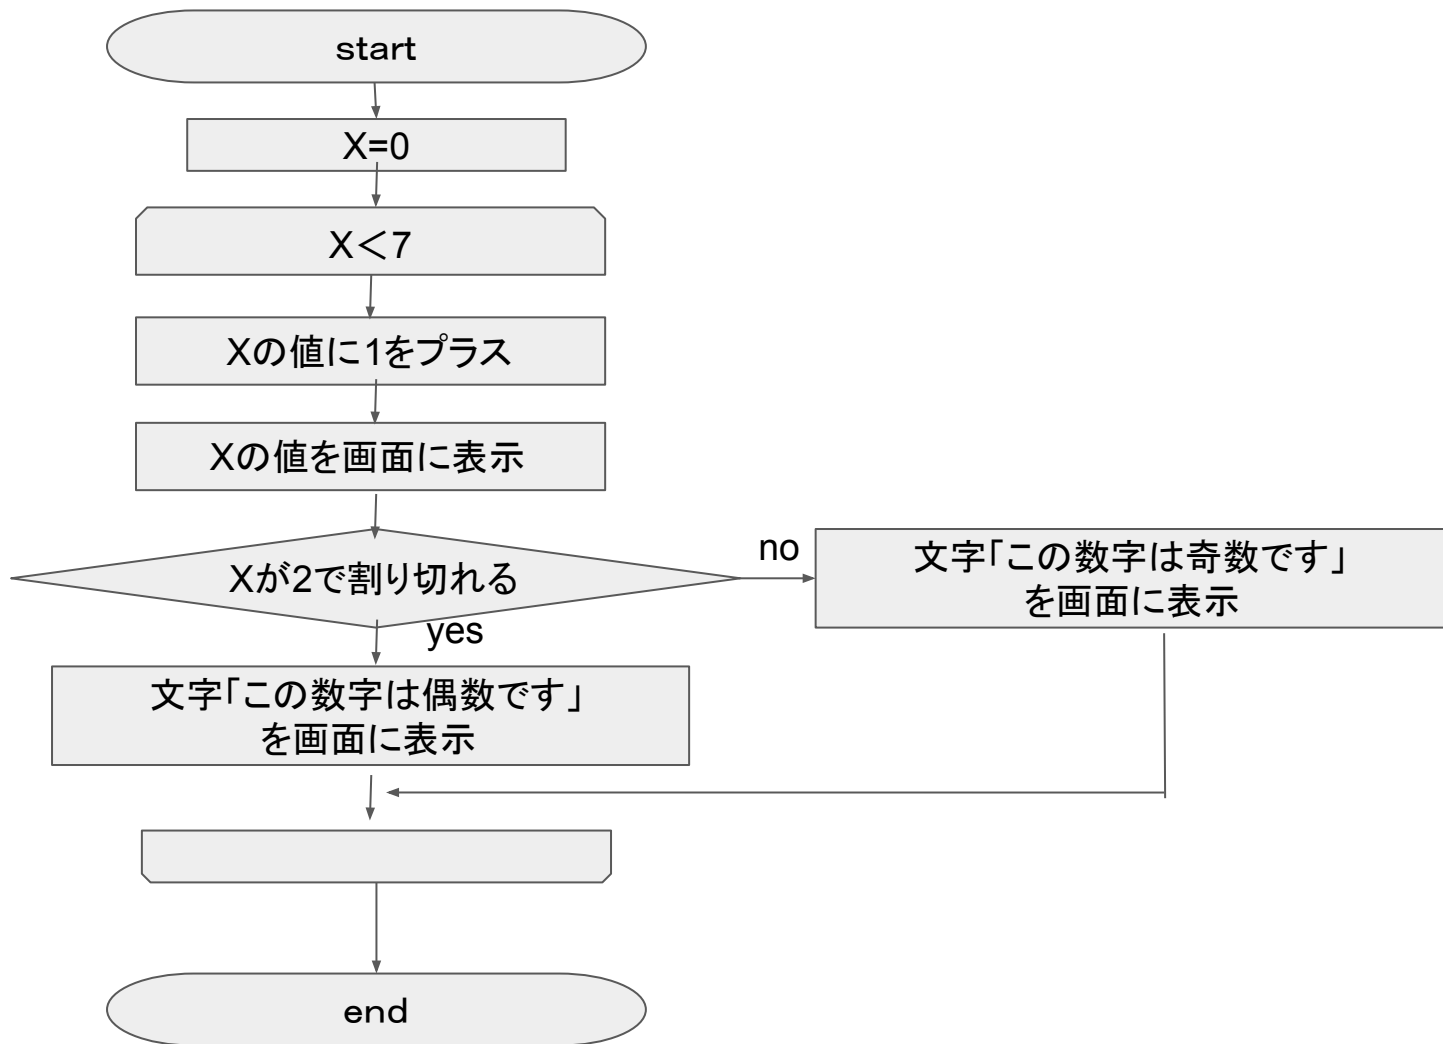 start
X=0
X＜7
Xの値に1をプラス
Xの値を画面に表示
Xが2で割り切れる
no
文字「この数字は奇数です」
を画面に表示
yes
文字「この数字は偶数です」
を画面に表示
end